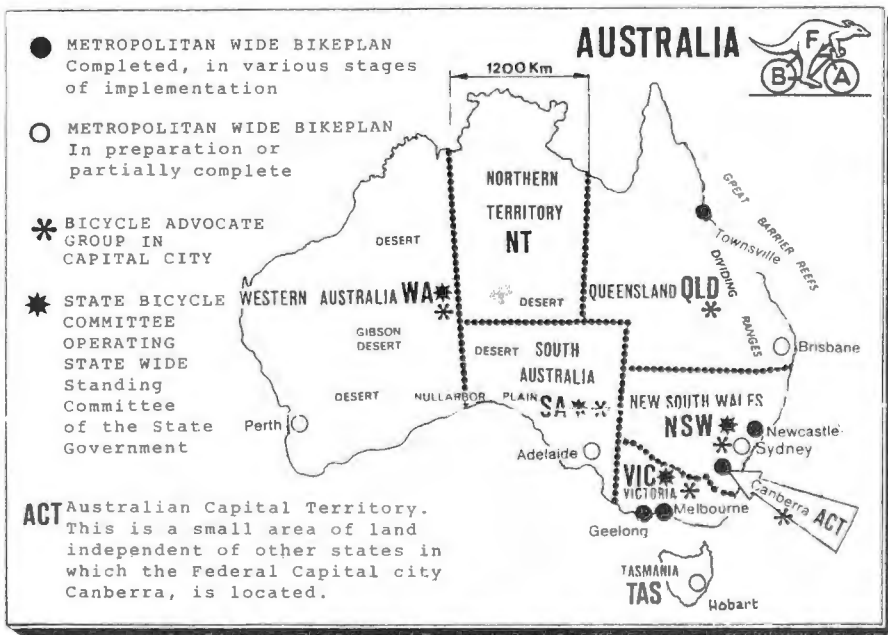 METROPOLITAN WIDE BIKEPLAN
Completed, in various stages
of implementation
METROPOLITAN WIDE BIKEPLAN
In preparation or
partially complete
BICYCLE ADVOCATE
GROUP IN
CAPITAL CITY
STATE BICYCLE
COMMITTEE
OPERATING
STATE WIDE
Standing
Committee
of the State
Government
ACT Australian Capital Territory.
This is a small area of land
independent of other states in
which the Federal Capital city
Canberra, is located.
AUSTRALIA
B F A
1200Km
NORTHERN
TERRITORY
NT
DESERT
DESERT
WESTERN AUSTRALIA WA
GIBSON
DESERT
DESERT
NULLARBOR PLAIN
Perth
DESERT
SOUTH
AUSTRALIA
SA
Adelaide
QUEENSLAND QLD
GREAT BARRIER REEFS
Townsville
DIVIDING
RANGES
Brisbane
NEW SOUTH WALES
NSW
Newcastle
Sydney
VIC
VICTORIA
Canberra ACT
Melbourne
Geelong
TASMANIA
TAS
Hobart